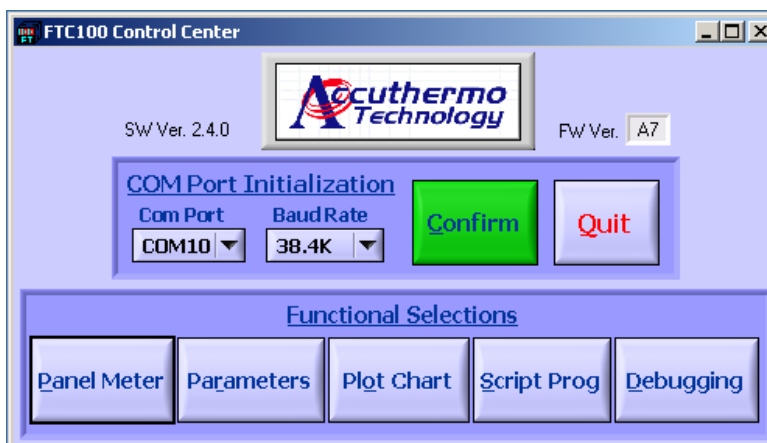 FTC100 Control Center
Accuthermo
Technology
SW Ver. 2.4.0
FW Ver. A7
COM Port Initialization
Com Port Baud Rate
COM10 38.4K
Confirm Quit
Functional Selections
Panel Meter Parameters Plot Chart Script Prog Debugging